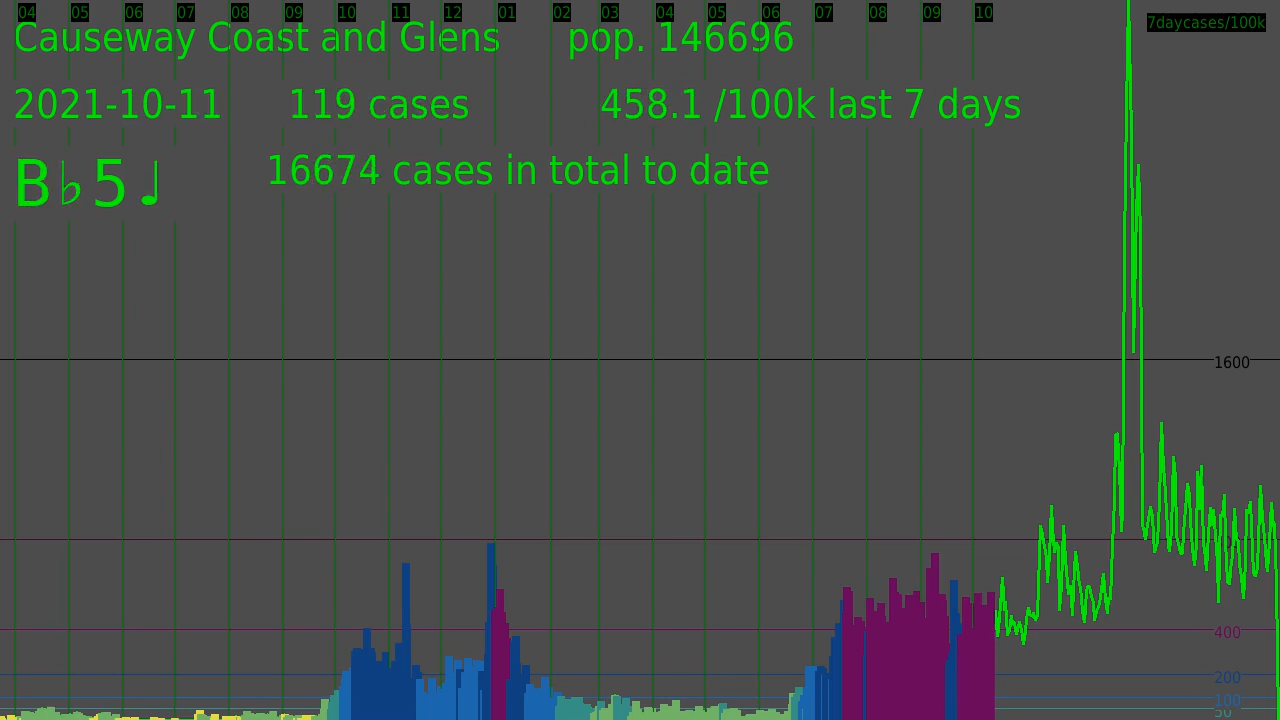 04 05 06 07 08 09 10 11 12 01 02 03 04 05 06 07 08 09 10
7daycases/100k
Causeway Coast and Glens pop. 146696
2021-10-11 119 cases 458.1 /100k last 7 days
B♭5♩ 16674 cases in total to date
1600
400
200
100
50